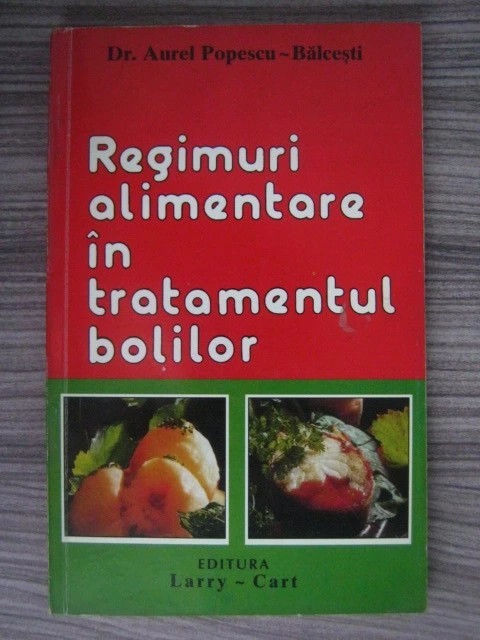 Dr. Aurel Popescu~Bălcești
Regimuri
alimentare
în
tratamentul
bolilor
EDITURA
Larry ~ Cart